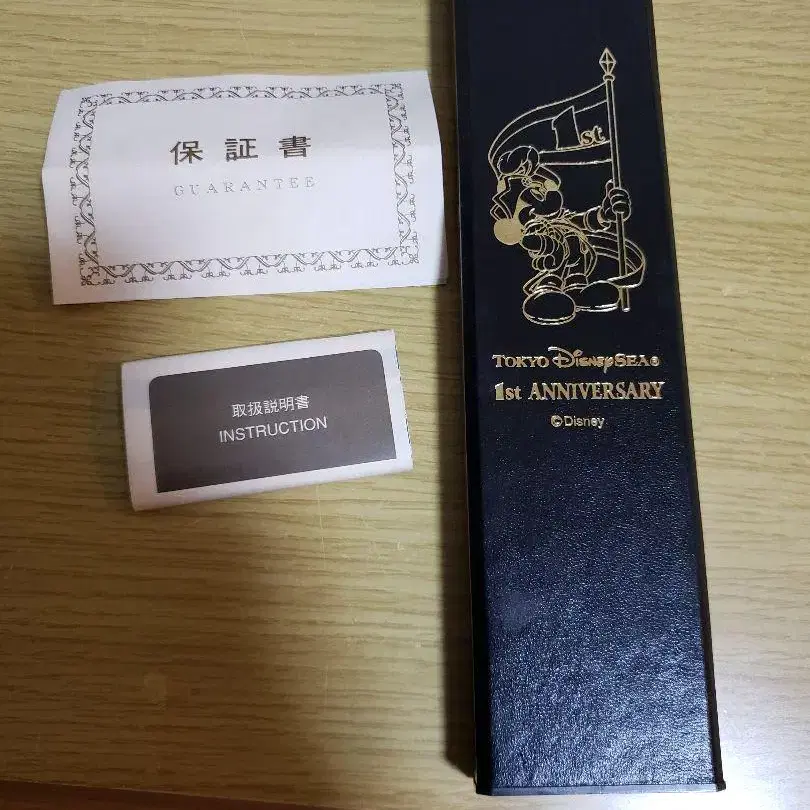 保証書
GUARANTEE
取扱説明書
INSTRUCTION
1st
TOKYO DISNEYSEA®
1st ANNIVERSARY
©Disney